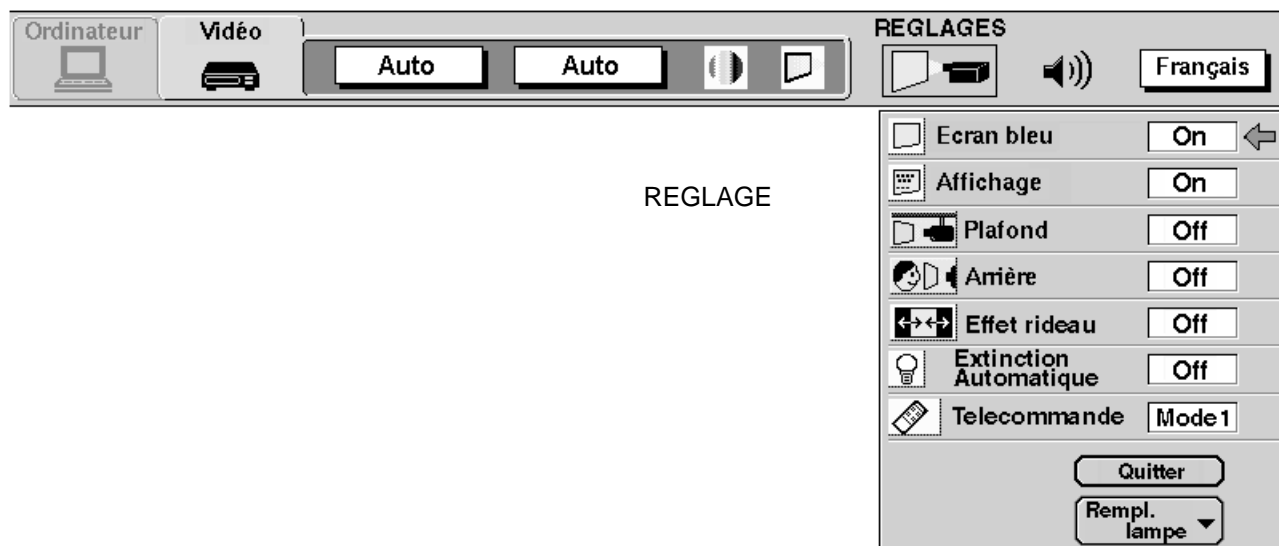 Ordinateur
Vidéo
Auto
Auto
REGLAGES
Français
REGLAGE
Ecran bleu On
Affichage On
Plafond Off
Arrière Off
Effet rideau Off
Extinction
Automatique Off
Telecommande Mode1
Quitter
Rempl.
lampe